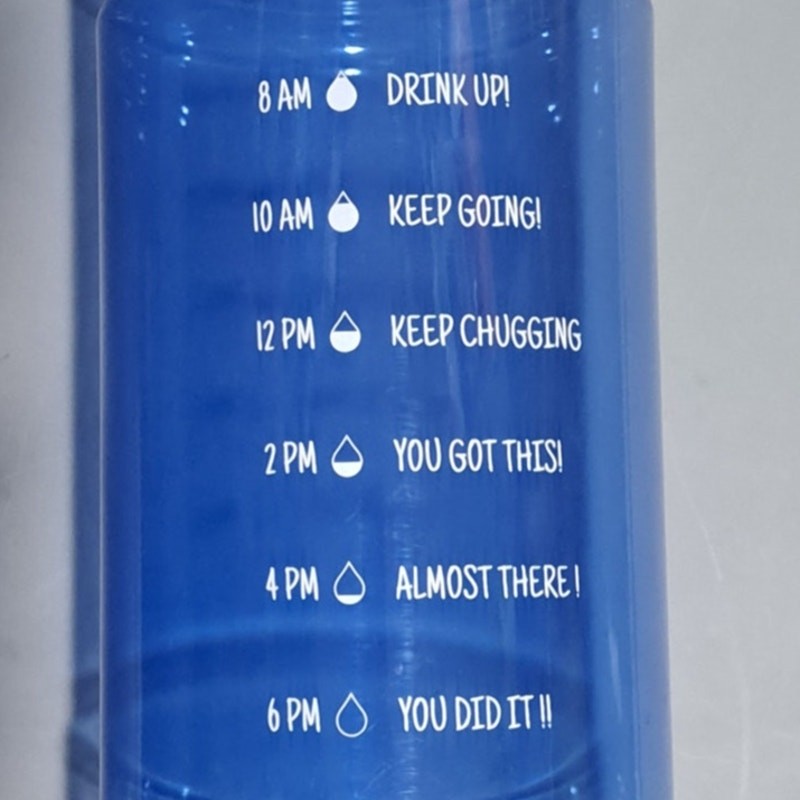 8 AM DRINK UP!
10 AM KEEP GOING!
12 PM KEEP CHUGGING
2 PM YOU GOT THIS!
4 PM ALMOST THERE !
6 PM YOU DID IT !!